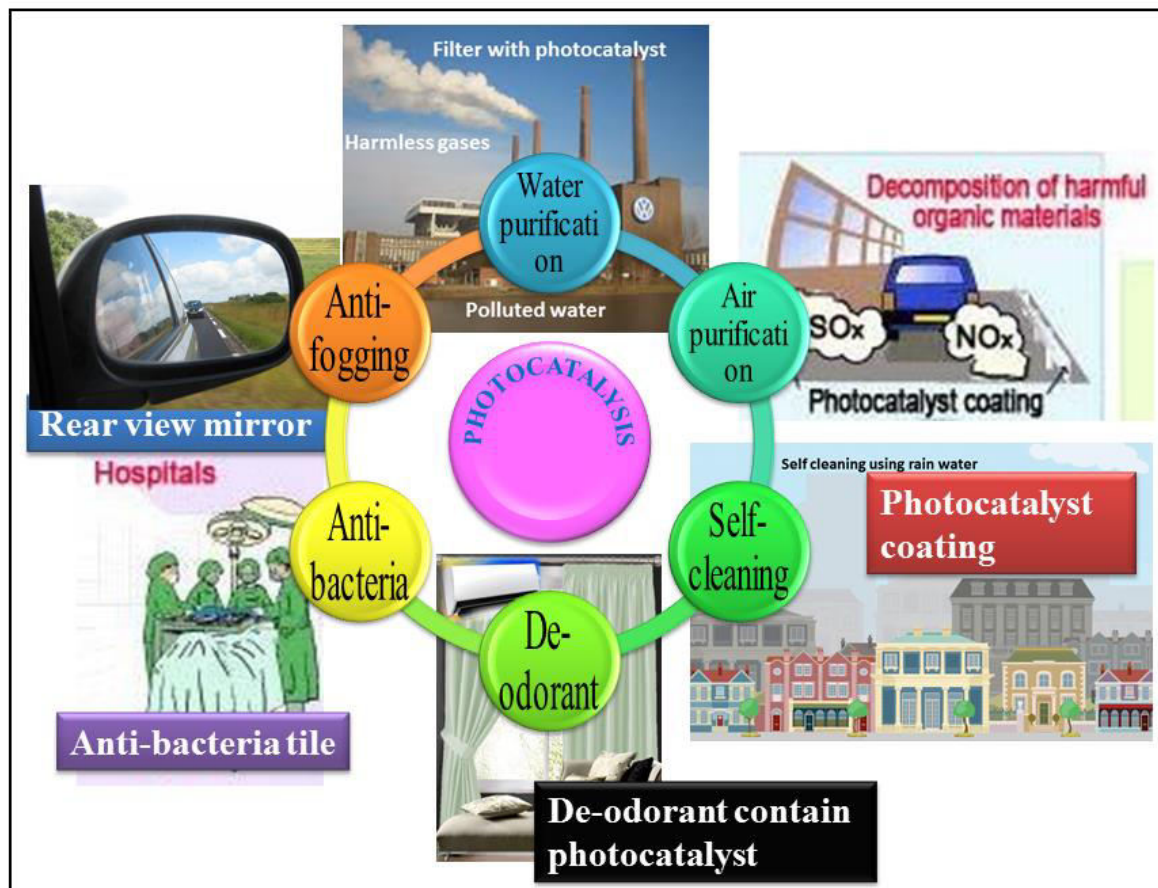 Filter with photocatalyst
Harmless gases
Water
purificati
on
Polluted water
Decomposition of harmful
organic materials
SOx
NOx
Photocatalyst coating
Air
purificati
on
Anti-
fogging
Rear view mirror
PHOTOCATALYSIS
Hospitals
Anti-
bacteria
Anti-bacteria tile
Self cleaning using rain water
Photocatalyst
coating
Self-
cleaning
De-
odorant
De-odorant contain
photocatalyst